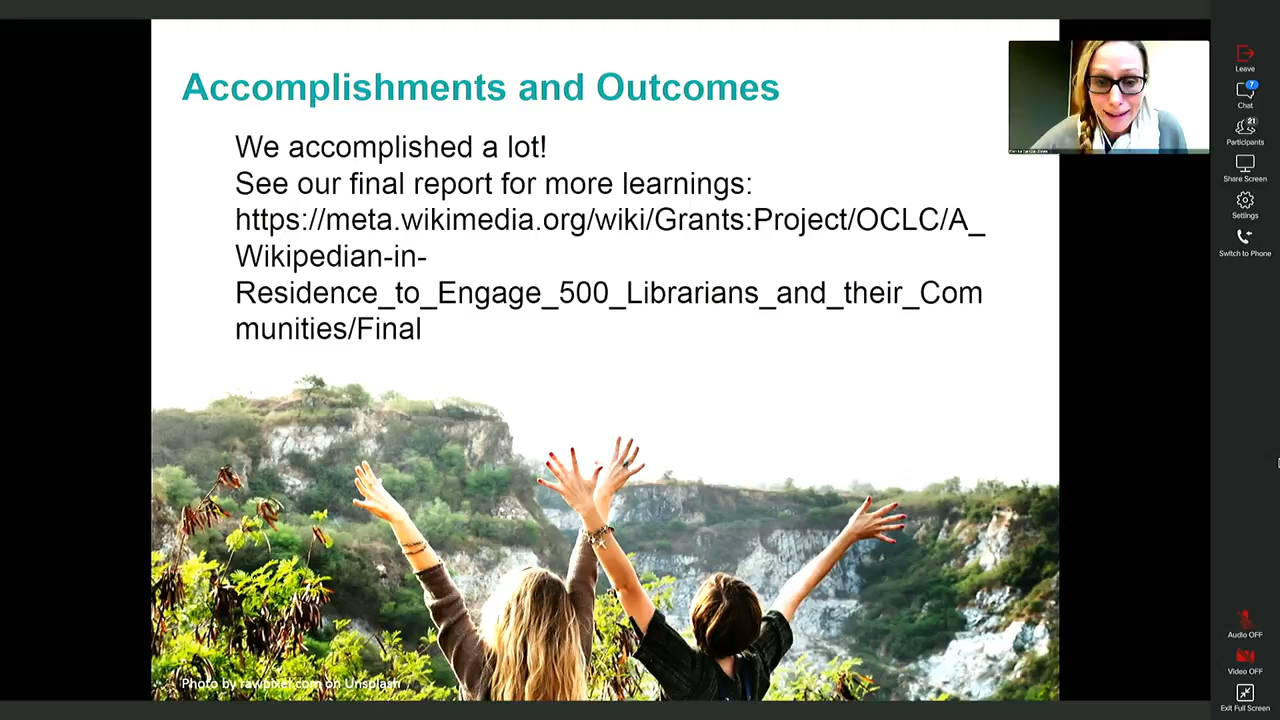 Accomplishments and Outcomes
We accomplished a lot!
See our final report for more learnings:
https://meta.wikimedia.org/wiki/Grants:Project/OCLC/A_
Wikipedian-in-
Residence_to_Engage_500_Librarians_and_their_Com
munities/Final
Photo by rawpixel.com on Unsplash
Leave
7
Chat
21
Participants
Share Screen
Settings
Switch to Phone
Audio OFF
Video OFF
Exit Full Screen